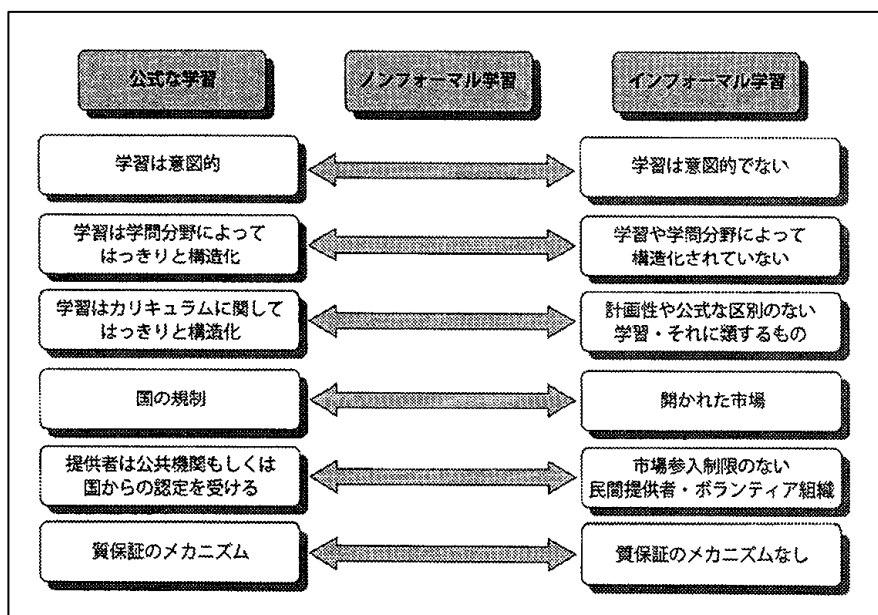 公式な学習
ノンフォーマル学習
インフォーマル学習
学習は意図的
学習は意図的でない
学習は学問分野によって
はっきりと構造化
学習や学問分野によって
構造化されていない
学習はカリキュラムに関して
はっきりと構造化
計画性や公式な区別のない
学習・それに類するもの
国の規制
開かれた市場
提供者は公共機関もしくは
国からの認定を受ける
市場参入制限のない
民間提供者・ボランティア組織
質保証のメカニズム
質保証のメカニズムなし